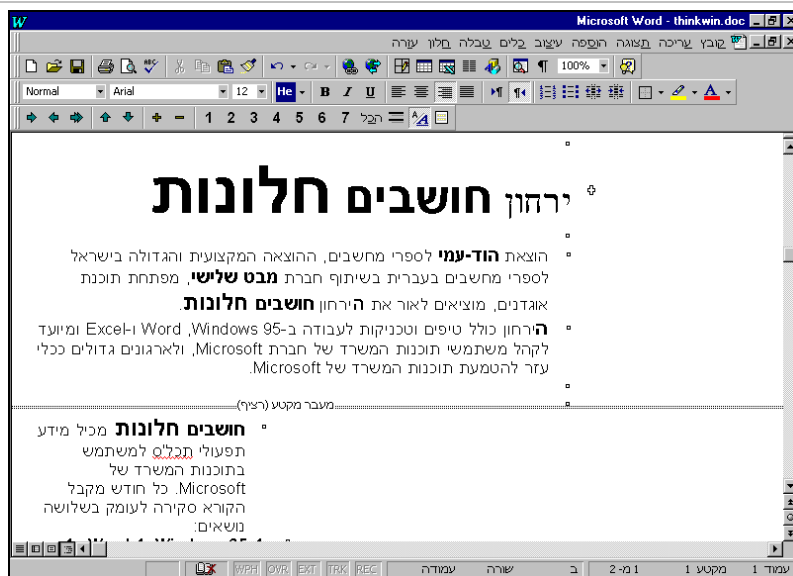 Microsoft Word - thinkwin.doc
קובץ עריכה תצוגה הוספה עיצוב כלים טבלה חלון עזרה
100%
Normal Arial 12 He B I U
1 2 3 4 5 6 7 הכל
ירחון חושבים חלונות
הוצאת הוד-עמי לספרי מחשבים, ההוצאה המקצועית והגדולה בישראל
לספרי מחשבים בעברית בשיתוף חברת מבט שלישי, מפתחת תוכנת
אוגדנים, מוציאים לאור את הירחון חושבים חלונות.
הירחון כולל טיפים וטכניקות לעבודה ב-Windows 95, Word ו-Excel ומיועד
לקהל משתמשי תוכנות המשרד של חברת Microsoft, ולארגונים גדולים ככלי
עזר להטמעת תוכנות המשרד של Microsoft.
מעבר מקטע (רציף)
חושבים חלונות מכיל מידע
תפעולי תכל'ס למשתמש
בתוכנות המשרד של
Microsoft. כל חודש מקבל
הקורא סקירה לעומק בשלושה
נושאים:
עמוד 1 מקטע 1 2 -מ 1 ב שורה עמודה REC TRK EXT OVR WPH